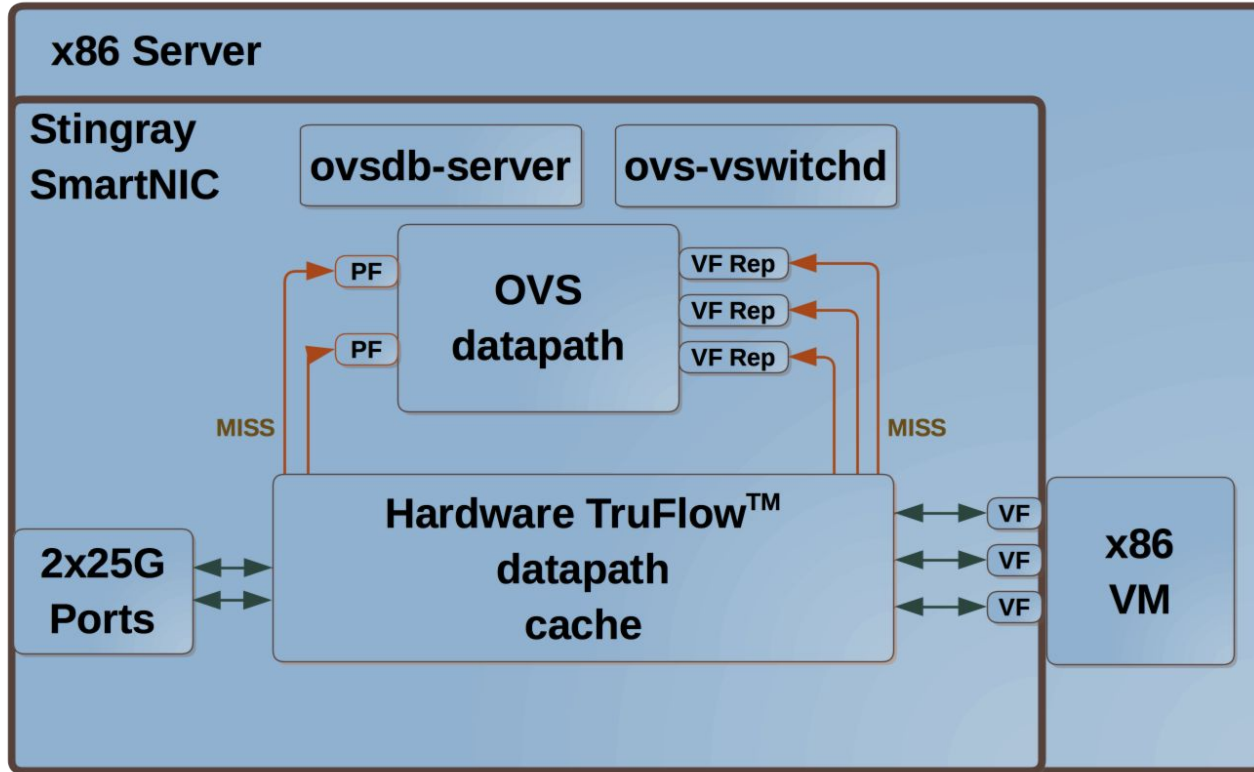 x86 Server
Stingray
SmartNIC
ovsdb-server
ovs-vswitchd
PF
PF
OVS
datapath
VF Rep
VF Rep
VF Rep
MISS
MISS
Hardware TruFlow™
datapath
cache
2x25G
Ports
VF
VF
VF
x86
VM